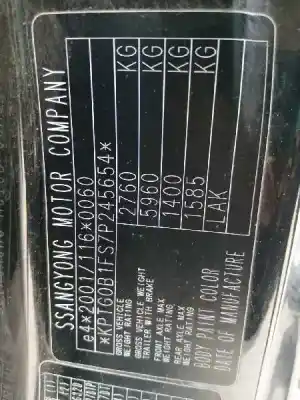 SSANGYONG MOTOR COMPANY
e4*2001/116*0060
*KPTG0B1FS7P245654*
GROSS VEHICLE WEIGHT RATING 2760 KG
GROSS VEHICLE WEIGHT TRAILER WITH BRAKE 5960 KG
FRONT AXLE MAX WEIGHT RATING 1400 KG
REAR AXLE MAX WEIGHT RATING 1585 KG
BODY PAINT COLOR LAK
DATE OF MANUFACTURE